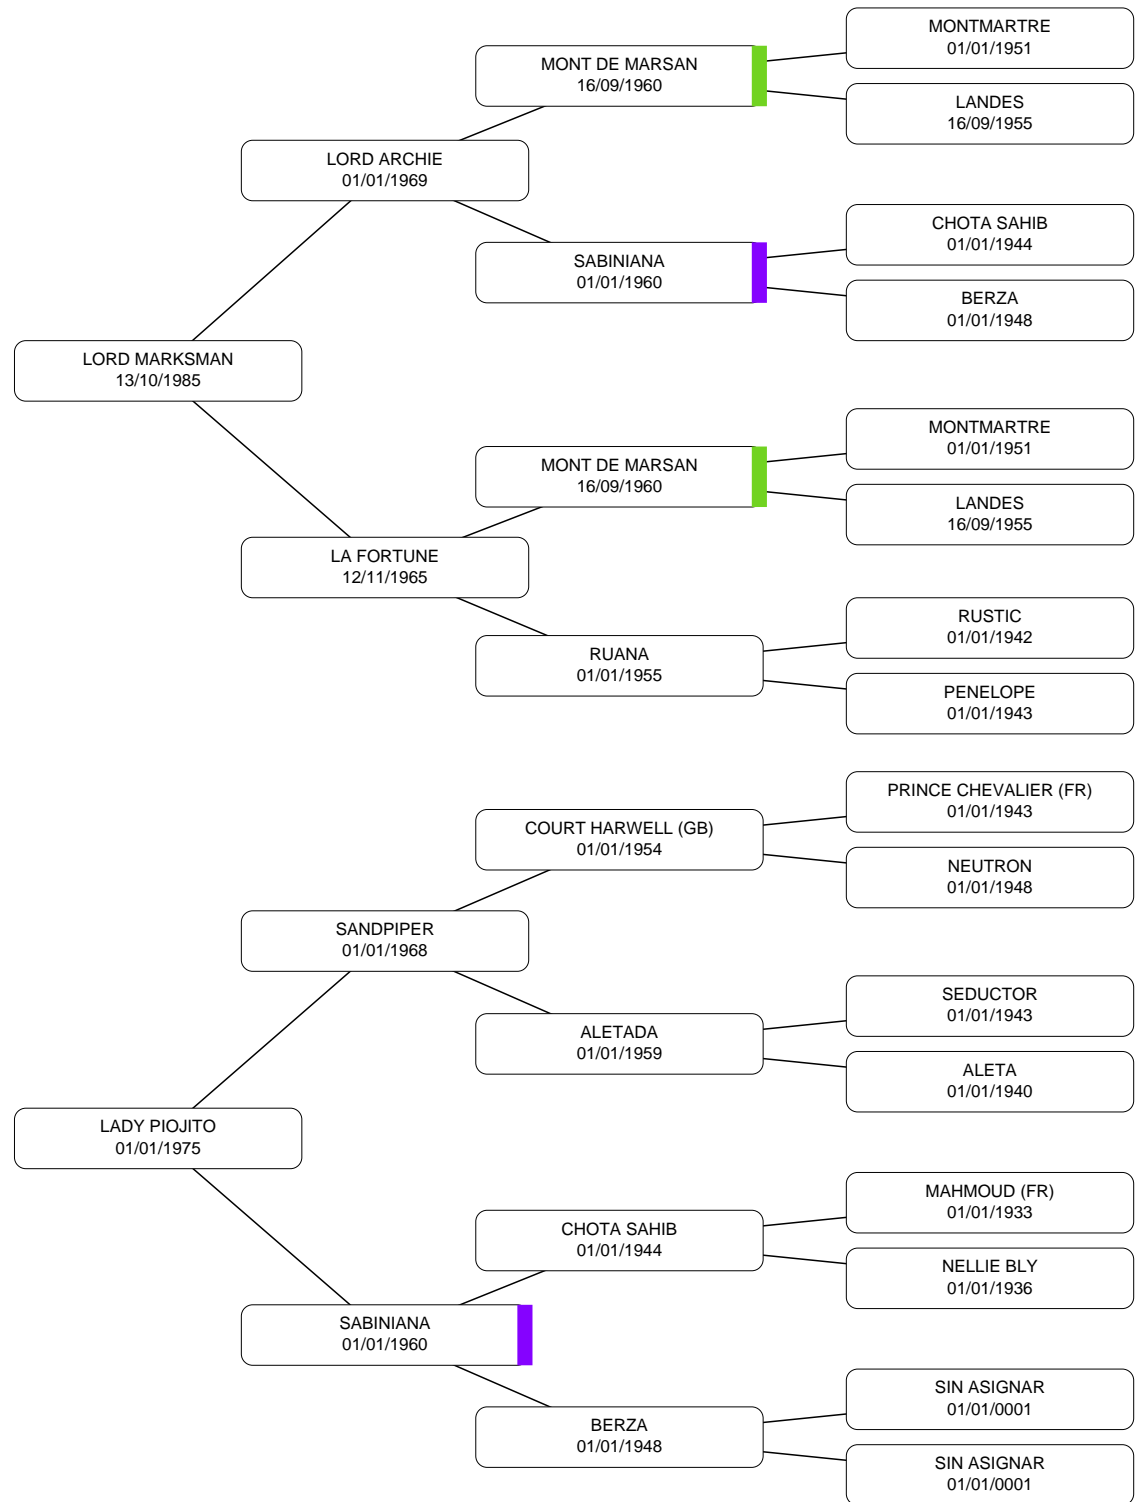 MONTMARTRE
01/01/1951
MONT DE MARSAN
16/09/1960
LANDES
16/09/1955
LORD ARCHIE
01/01/1969
CHOTA SAHIB
01/01/1944
SABINIANA
01/01/1960
BERZA
01/01/1948
LORD MARKSMAN
13/10/1985
MONTMARTRE
01/01/1951
MONT DE MARSAN
16/09/1960
LANDES
16/09/1955
LA FORTUNE
12/11/1965
RUSTIC
01/01/1942
RUANA
01/01/1955
PENELOPE
01/01/1943
PRINCE CHEVALIER (FR)
01/01/1943
COURT HARWELL (GB)
01/01/1954
NEUTRON
01/01/1948
SANDPIPER
01/01/1968
SEDUCTOR
01/01/1943
ALETADA
01/01/1959
ALETA
01/01/1940
LADY PIOJITO
01/01/1975
MAHMOUD (FR)
01/01/1933
CHOTA SAHIB
01/01/1944
NELLIE BLY
01/01/1936
SABINIANA
01/01/1960
SIN ASIGNAR
01/01/0001
BERZA
01/01/1948
SIN ASIGNAR
01/01/0001